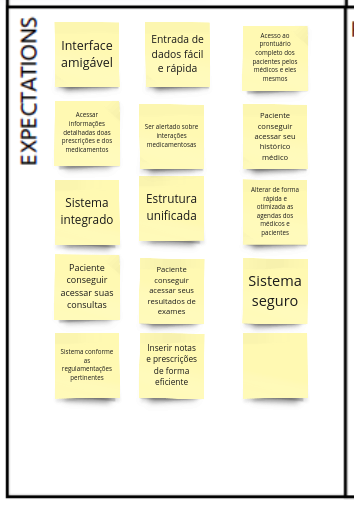 EXPECTATIONS
Interface
amigável
Entrada de
dados fácil
e rápida
Acesso ao
prontuário
completo dos
pacientes pelos
médicos e eles
mesmos
Acessar
informações
detalhadas doas
prescrições e dos
medicamentos
Ser alertado sobre
interações
medicamentosas
Paciente
conseguir
acessar seu
histórico
médico
Sistema
integrado
Estrutura
unificada
Alterar de forma
rápida e
otimizada as
agendas dos
médicos e
pacientes
Paciente
conseguir
acessar suas
consultas
Paciente
conseguir
acessar seus
resultados de
exames
Sistema
seguro
Sistema conforme
as
regulamentações
pertinentes
Inserir notas
e prescrições
de forma
eficiente